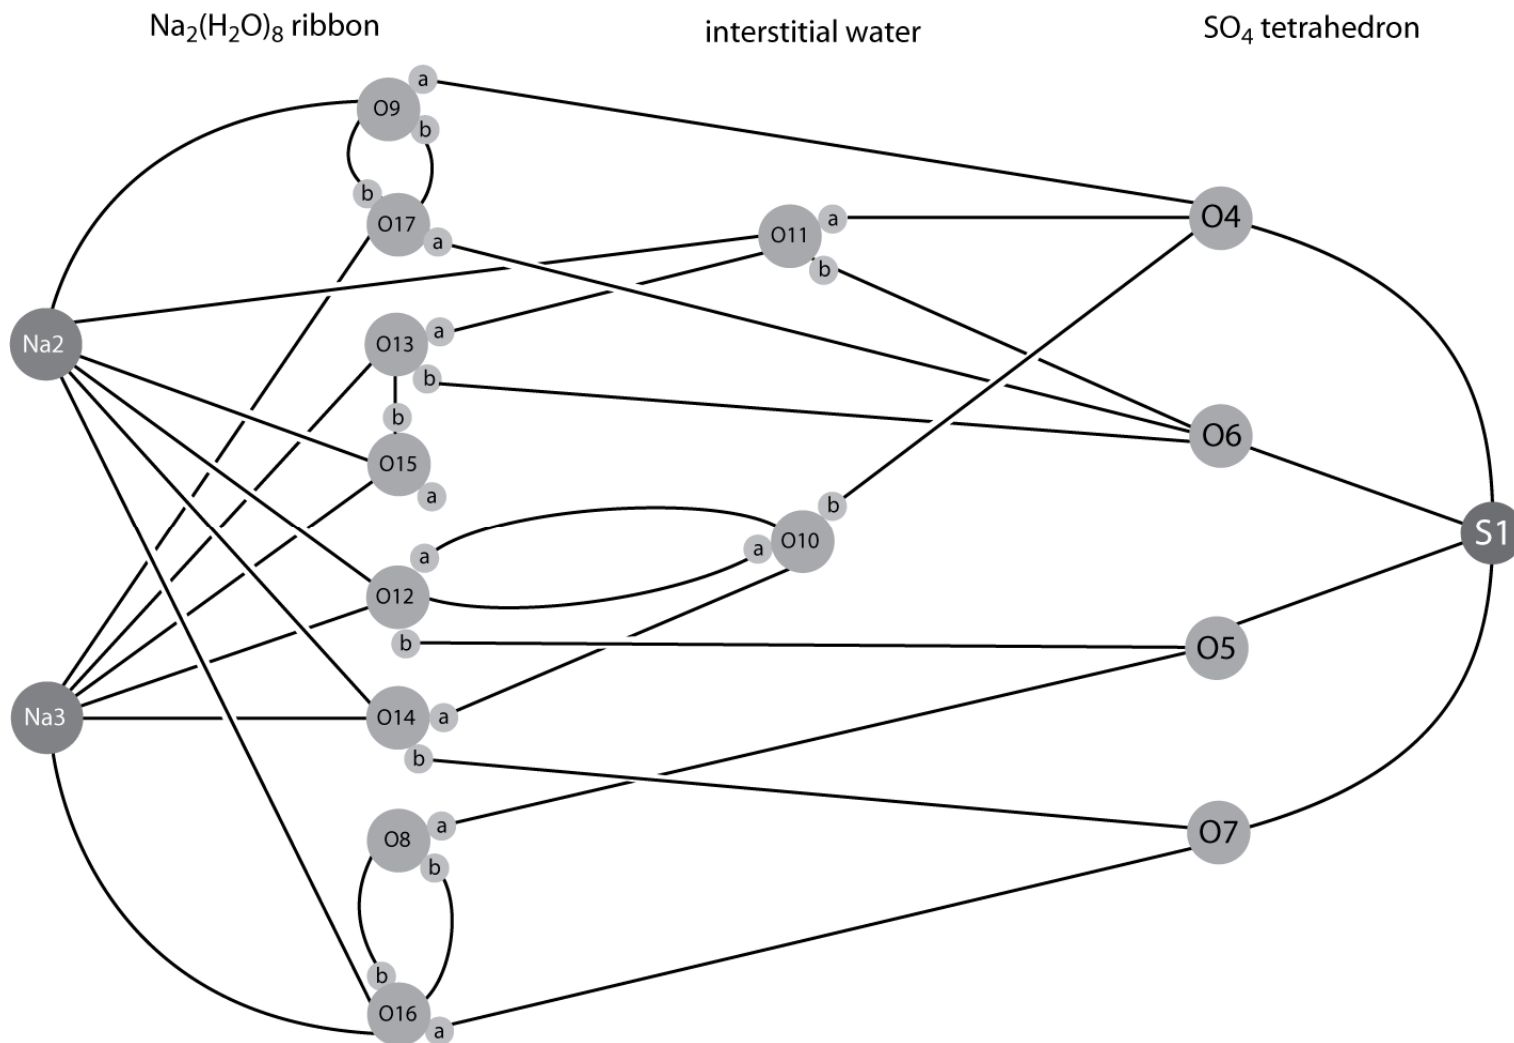 Na₂(H₂O)₈ ribbon
interstitial water
SO₄ tetrahedron
a
O9
b
b
O17
a
O11
a
b
O4
Na2
O13
a
b
b
O15
a
O6
a
O12
b
a
O10
b
S1
O5
Na3
O14
a
b
O8
a
b
O7
b
O16
a